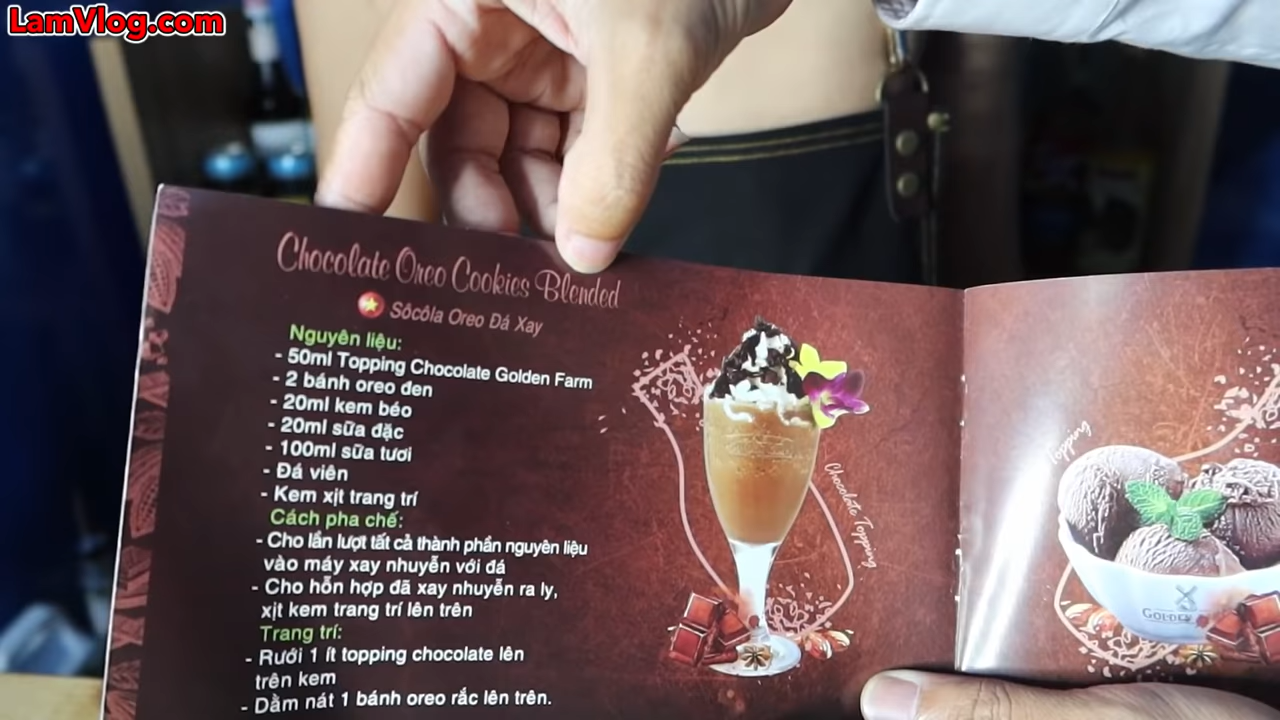 LamVlog.com
Chocolate Oreo Cookies Blended
Sôcôla Oreo Đá Xay
Nguyên liệu:
- 50ml Topping Chocolate Golden Farm
- 2 bánh oreo đen
- 20ml kem béo
- 20ml sữa đặc
- 100ml sữa tươi
- Đá viên
- Kem xịt trang trí
Cách pha chế:
- Cho lần lượt tất cả thành phần nguyên liệu
vào máy xay nhuyễn với đá
- Cho hỗn hợp đã xay nhuyễn ra ly,
xịt kem trang trí lên trên
Trang trí:
- Rưới 1 ít topping chocolate lên
trên kem
- Dằm nát 1 bánh oreo rắc lên trên.
Chocolate Topping
Topping